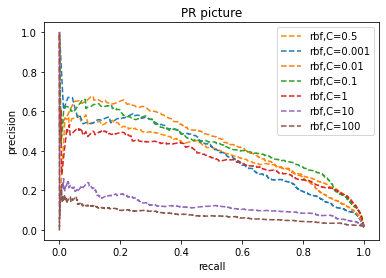 PR picture
1.0
0.8
0.6
0.4
0.2
0.0
precision
rbf,C=0.5
rbf,C=0.001
rbf,C=0.01
rbf,C=0.1
rbf,C=1
rbf,C=10
rbf,C=100
0.0 0.2 0.4 0.6 0.8 1.0
recall